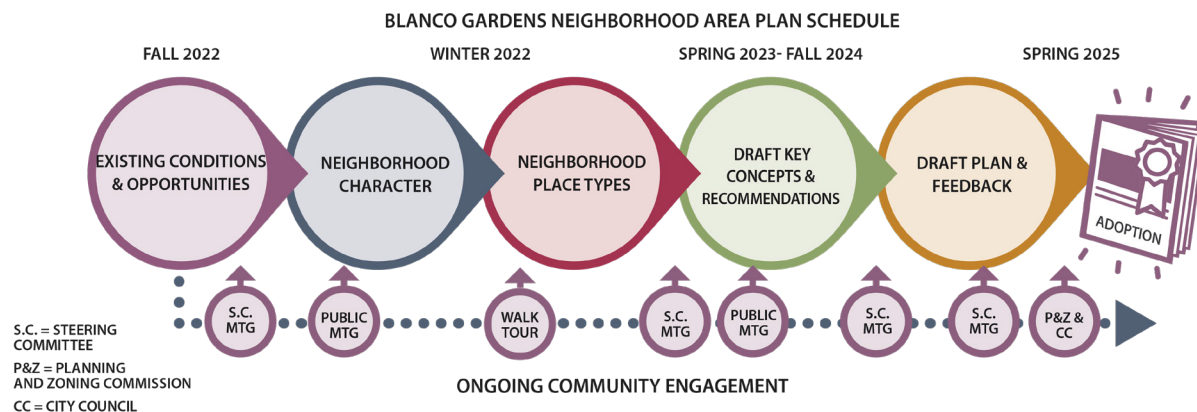 BLANCO GARDENS NEIGHBORHOOD AREA PLAN SCHEDULE
FALL 2022
WINTER 2022
SPRING 2023- FALL 2024
SPRING 2025
EXISTING CONDITIONS
& OPPORTUNITIES
NEIGHBORHOOD
CHARACTER
NEIGHBORHOOD
PLACE TYPES
DRAFT KEY
CONCEPTS &
RECOMMENDATIONS
DRAFT PLAN &
FEEDBACK
ADOPTION
S.C.
MTG
PUBLIC
MTG
WALK
TOUR
S.C.
MTG
PUBLIC
MTG
S.C.
MTG
S.C.
MTG
P&Z &
CC
S.C. = STEERING
COMMITTEE
P&Z = PLANNING
AND ZONING COMMISSION
CC = CITY COUNCIL
ONGOING COMMUNITY ENGAGEMENT